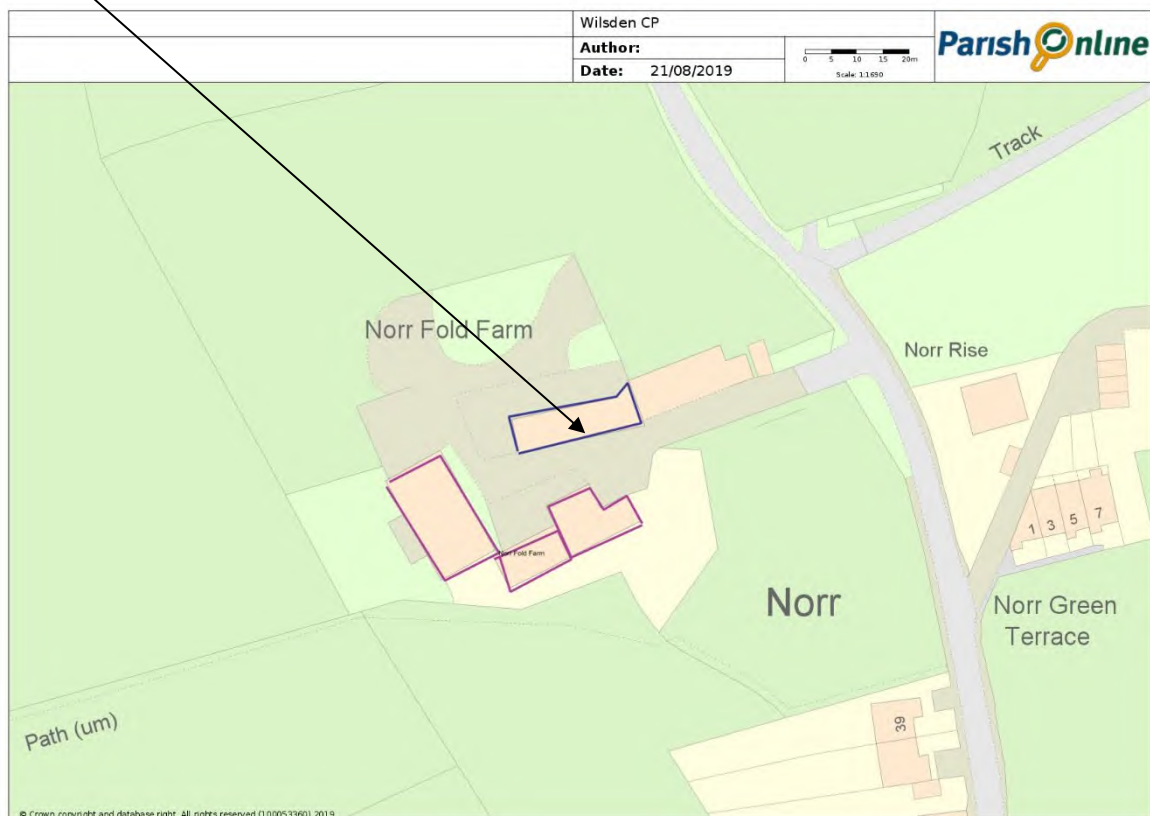 Wilsden CP
Author:
Date: 21/08/2019
0 5 10 15 20m
Scale: 1:1690
Parish Online
Track
Norr Fold Farm
Norr Rise
1 3 5 7
Norr Fold Farm
Norr
Norr Green
Terrace
39
Path (um)
© Crown copyright and database right. All rights reserved (100053360) 2019